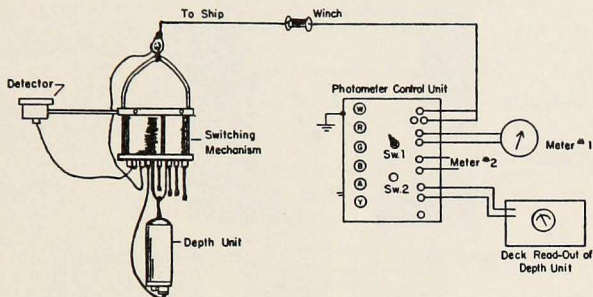 To Ship
Winch
Detector
Photometer Control Unit
W
R
G
B
A
Y
Switching
Mechanism
Sw.1
Sw.2
Meter #1
Meter #2
Depth Unit
Deck Read-Out of
Depth Unit